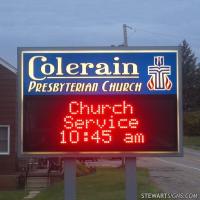 Colerain
Presbyterian Church
Church
Service
10:45 am
STEWARTSIGNS.COM